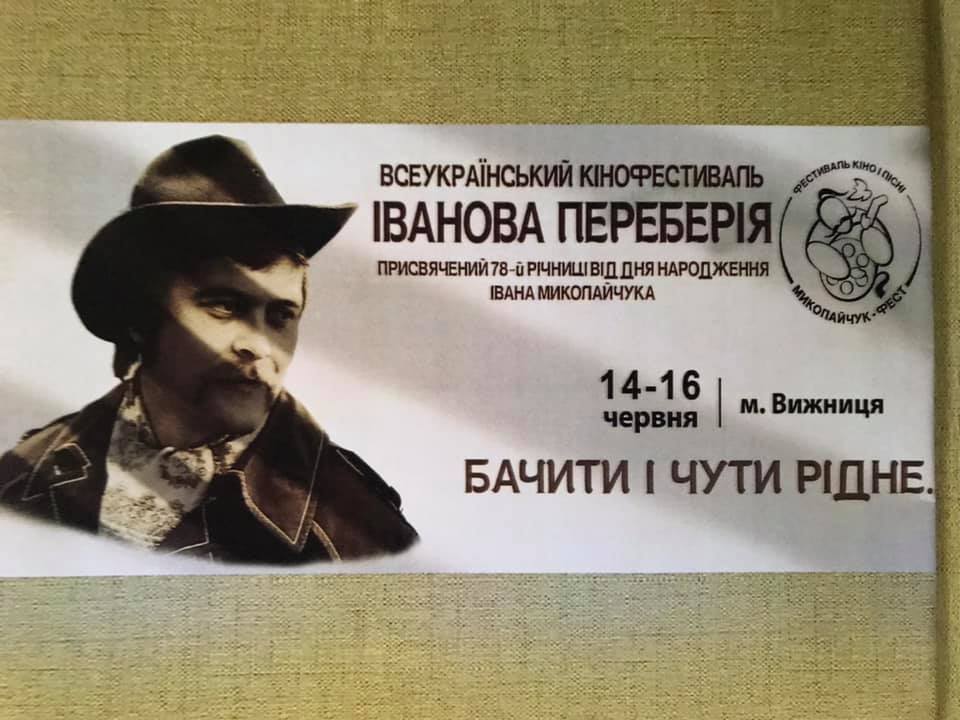 ВСЕУКРАЇНСЬКИЙ КІНОФЕСТИВАЛЬ
ІВАНОВА ПЕРЕБЕРІЯ
ПРИСВЯЧЕНИЙ 78-й РІЧНИЦІ ВІД ДНЯ НАРОДЖЕННЯ
ІВАНА МИКОЛАЙЧУКА
ФЕСТИВАЛЬ КІНО І ПІСНІ
МИКОЛАЙЧУК-ФЕСТ
14-16
червня
м. Вижниця
БАЧИТИ І ЧУТИ РІДНЕ.